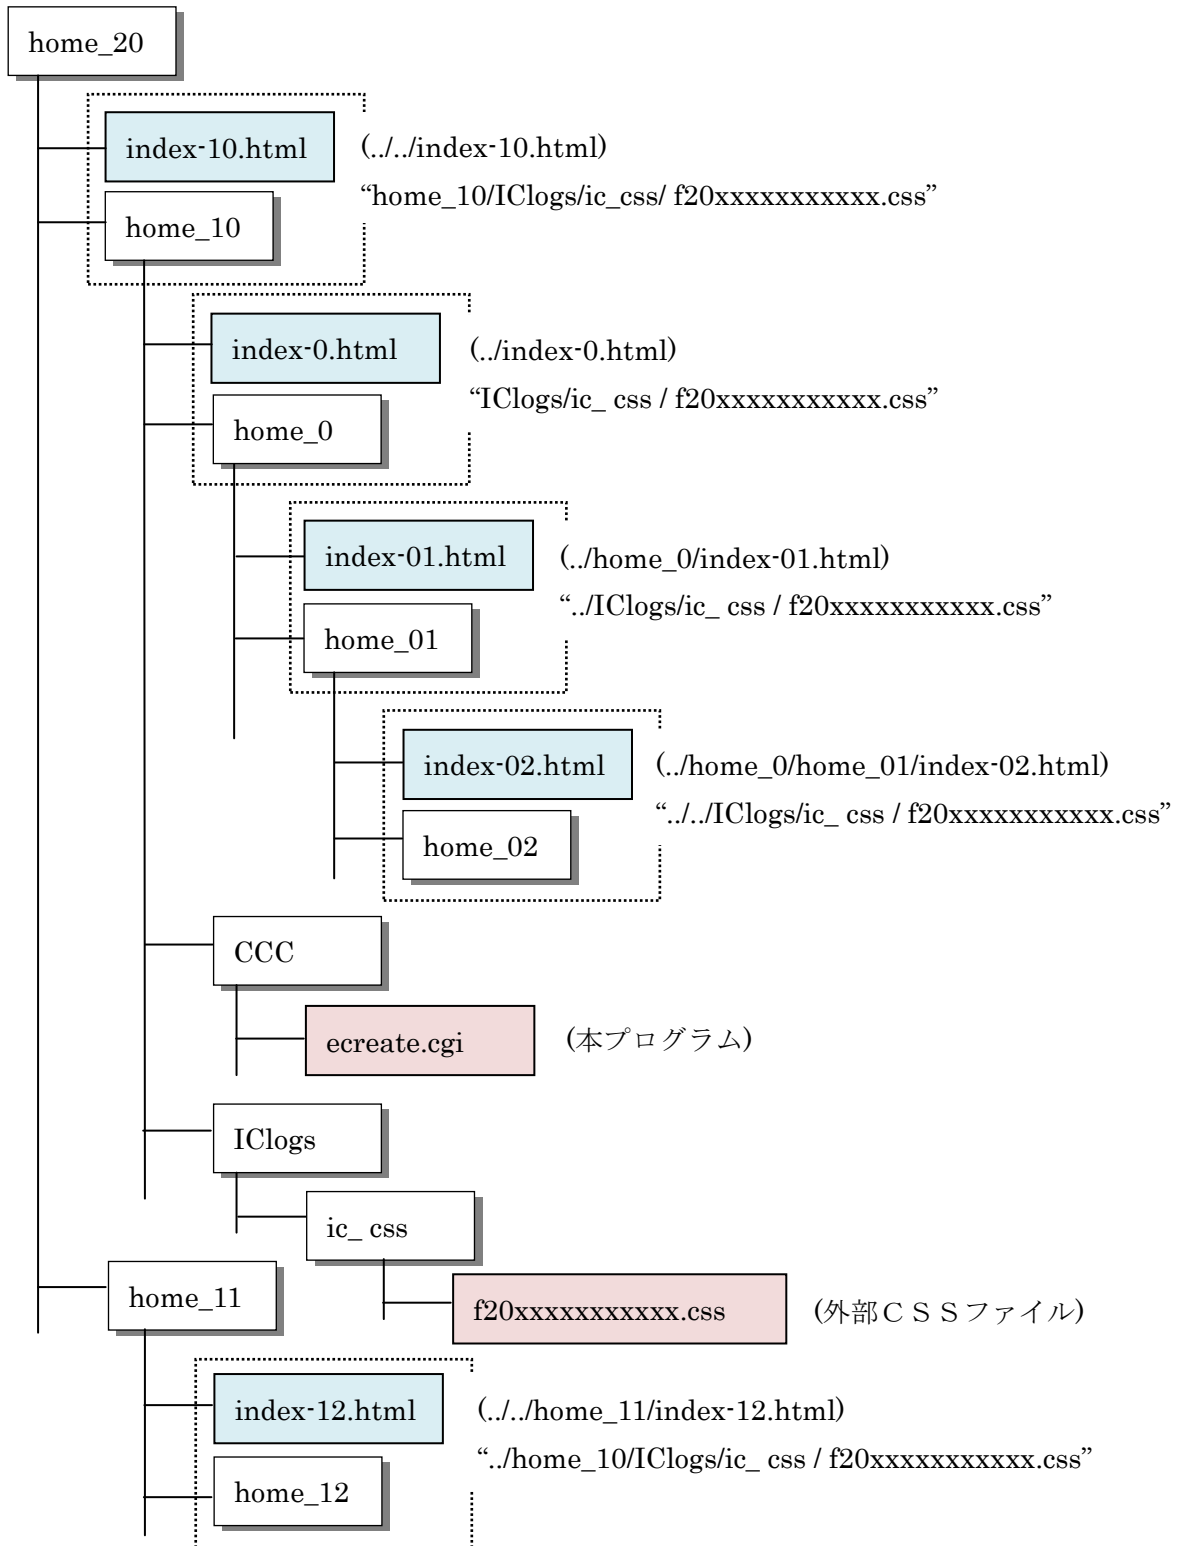 home_20
index-10.html
(../../index-10.html)
“home_10/IClogs/ic_css/ f20xxxxxxxxxxx.css”
home_10
index-0.html
(../index-0.html)
“IClogs/ic_ css / f20xxxxxxxxxxx.css”
home_0
index-01.html
(../home_0/index-01.html)
“../IClogs/ic_ css / f20xxxxxxxxxxx.css”
home_01
index-02.html
(../home_0/home_01/index-02.html)
“../../IClogs/ic_ css / f20xxxxxxxxxxx.css”
home_02
CCC
ecreate.cgi
(本プログラム)
IClogs
ic_ css
home_11
f20xxxxxxxxxxx.css
(外部ＣＳＳファイル)
index-12.html
(../../home_11/index-12.html)
“../home_10/IClogs/ic_ css / f20xxxxxxxxxxx.css”
home_12